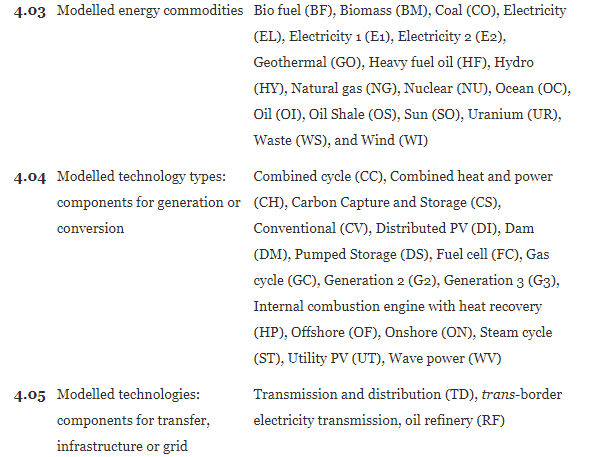 4.03 Modelled energy commodities Bio fuel (BF), Biomass (BM), Coal (CO), Electricity
(EL), Electricity 1 (E1), Electricity 2 (E2),
Geothermal (GO), Heavy fuel oil (HF), Hydro
(HY), Natural gas (NG), Nuclear (NU), Ocean (OC),
Oil (OI), Oil Shale (OS), Sun (SO), Uranium (UR),
Waste (WS), and Wind (WI)
4.04 Modelled technology types: Combined cycle (CC), Combined heat and power
components for generation or (CH), Carbon Capture and Storage (CS),
conversion Conventional (CV), Distributed PV (DI), Dam
(DM), Pumped Storage (DS), Fuel cell (FC), Gas
cycle (GC), Generation 2 (G2), Generation 3 (G3),
Internal combustion engine with heat recovery
(HP), Offshore (OF), Onshore (ON), Steam cycle
(ST), Utility PV (UT), Wave power (WV)
4.05 Modelled technologies: Transmission and distribution (TD), trans-border
components for transfer, electricity transmission, oil refinery (RF)
infrastructure or grid